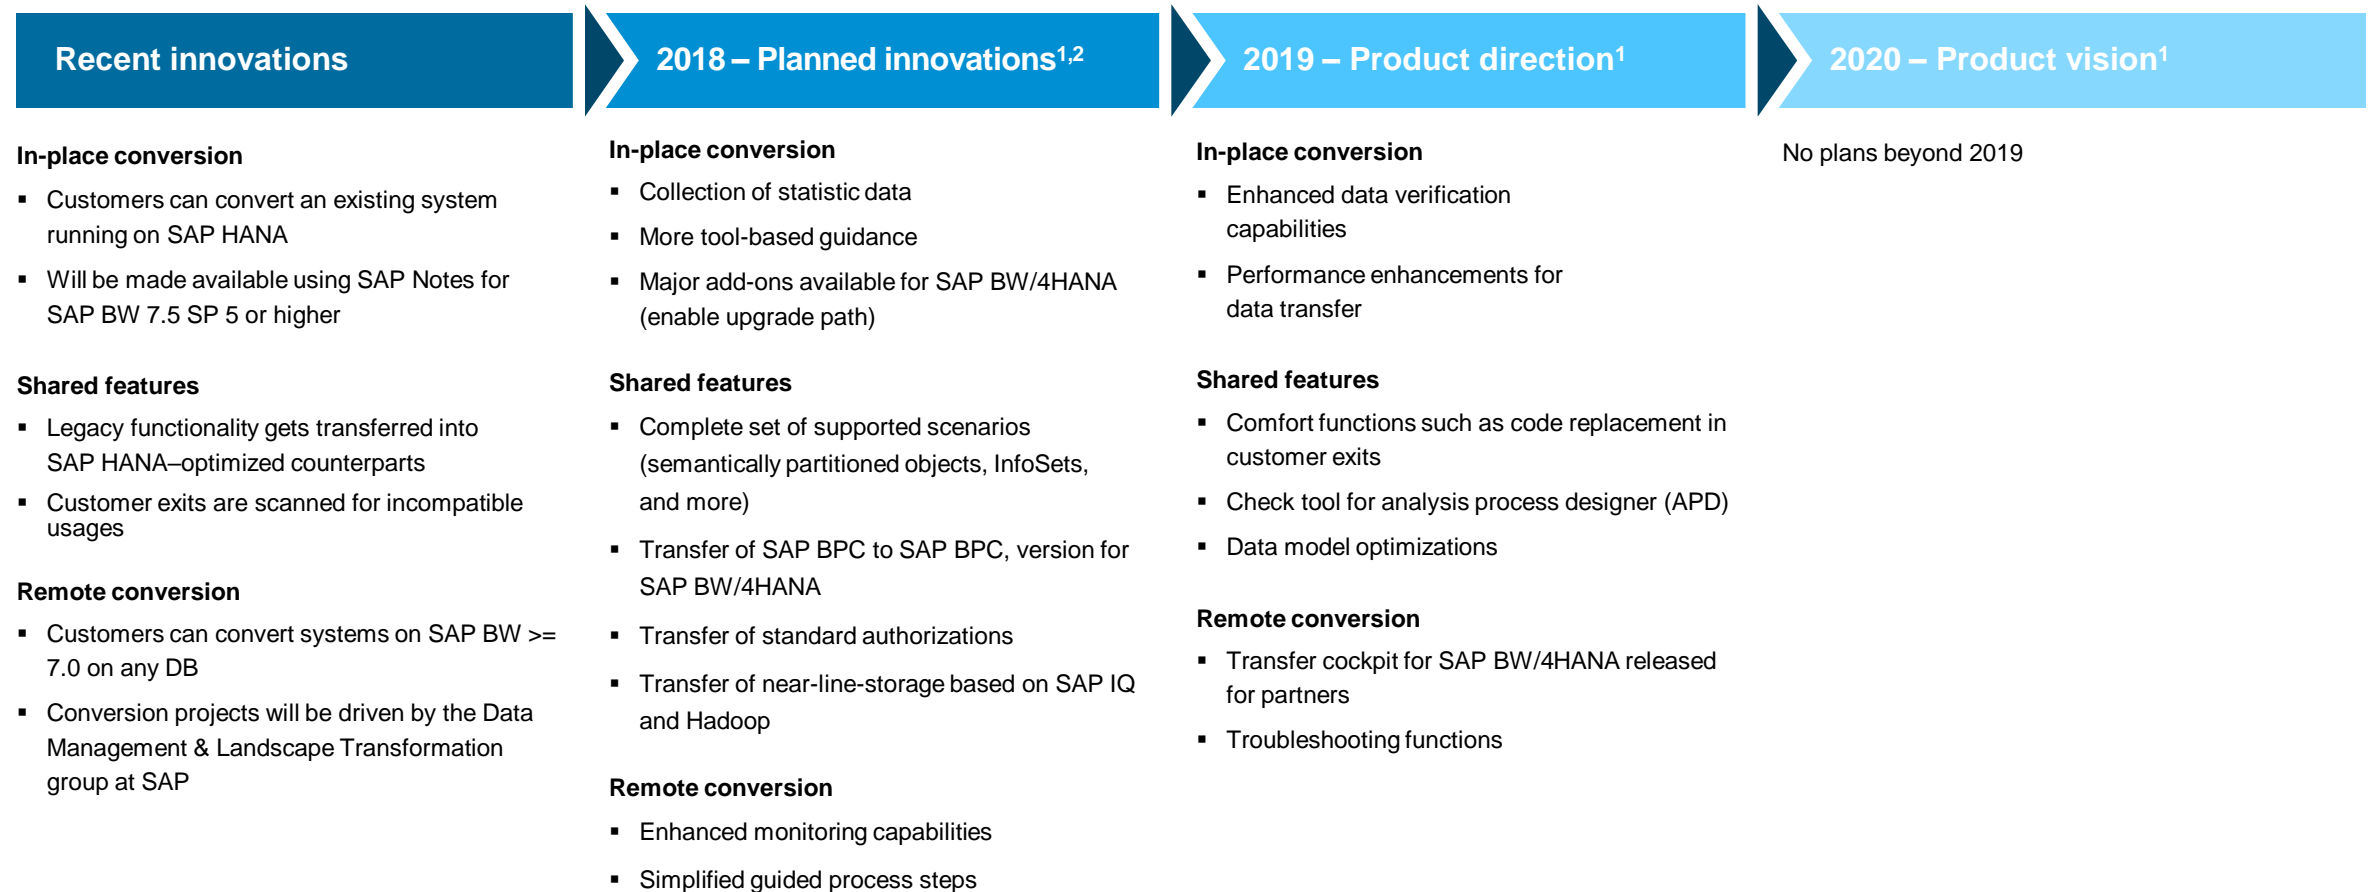 Recent innovations
In-place conversion
▪ Customers can convert an existing system
running on SAP HANA
▪ Will be made available using SAP Notes for
SAP BW 7.5 SP 5 or higher
Shared features
▪ Legacy functionality gets transferred into
SAP HANA–optimized counterparts
▪ Customer exits are scanned for incompatible
usages
Remote conversion
▪ Customers can convert systems on SAP BW >=
7.0 on any DB
▪ Conversion projects will be driven by the Data
Management & Landscape Transformation
group at SAP
2018 – Planned innovations1,2
In-place conversion
▪ Collection of statistic data
▪ More tool-based guidance
▪ Major add-ons available for SAP BW/4HANA
(enable upgrade path)
Shared features
▪ Complete set of supported scenarios
(semantically partitioned objects, InfoSets,
and more)
▪ Transfer of SAP BPC to SAP BPC, version for
SAP BW/4HANA
▪ Transfer of standard authorizations
▪ Transfer of near-line-storage based on SAP IQ
and Hadoop
Remote conversion
▪ Enhanced monitoring capabilities
▪ Simplified guided process steps
2019 – Product direction1
In-place conversion
▪ Enhanced data verification
capabilities
▪ Performance enhancements for
data transfer
Shared features
▪ Comfort functions such as code replacement in
customer exits
▪ Check tool for analysis process designer (APD)
▪ Data model optimizations
Remote conversion
▪ Transfer cockpit for SAP BW/4HANA released
for partners
▪ Troubleshooting functions
2020 – Product vision1
No plans beyond 2019